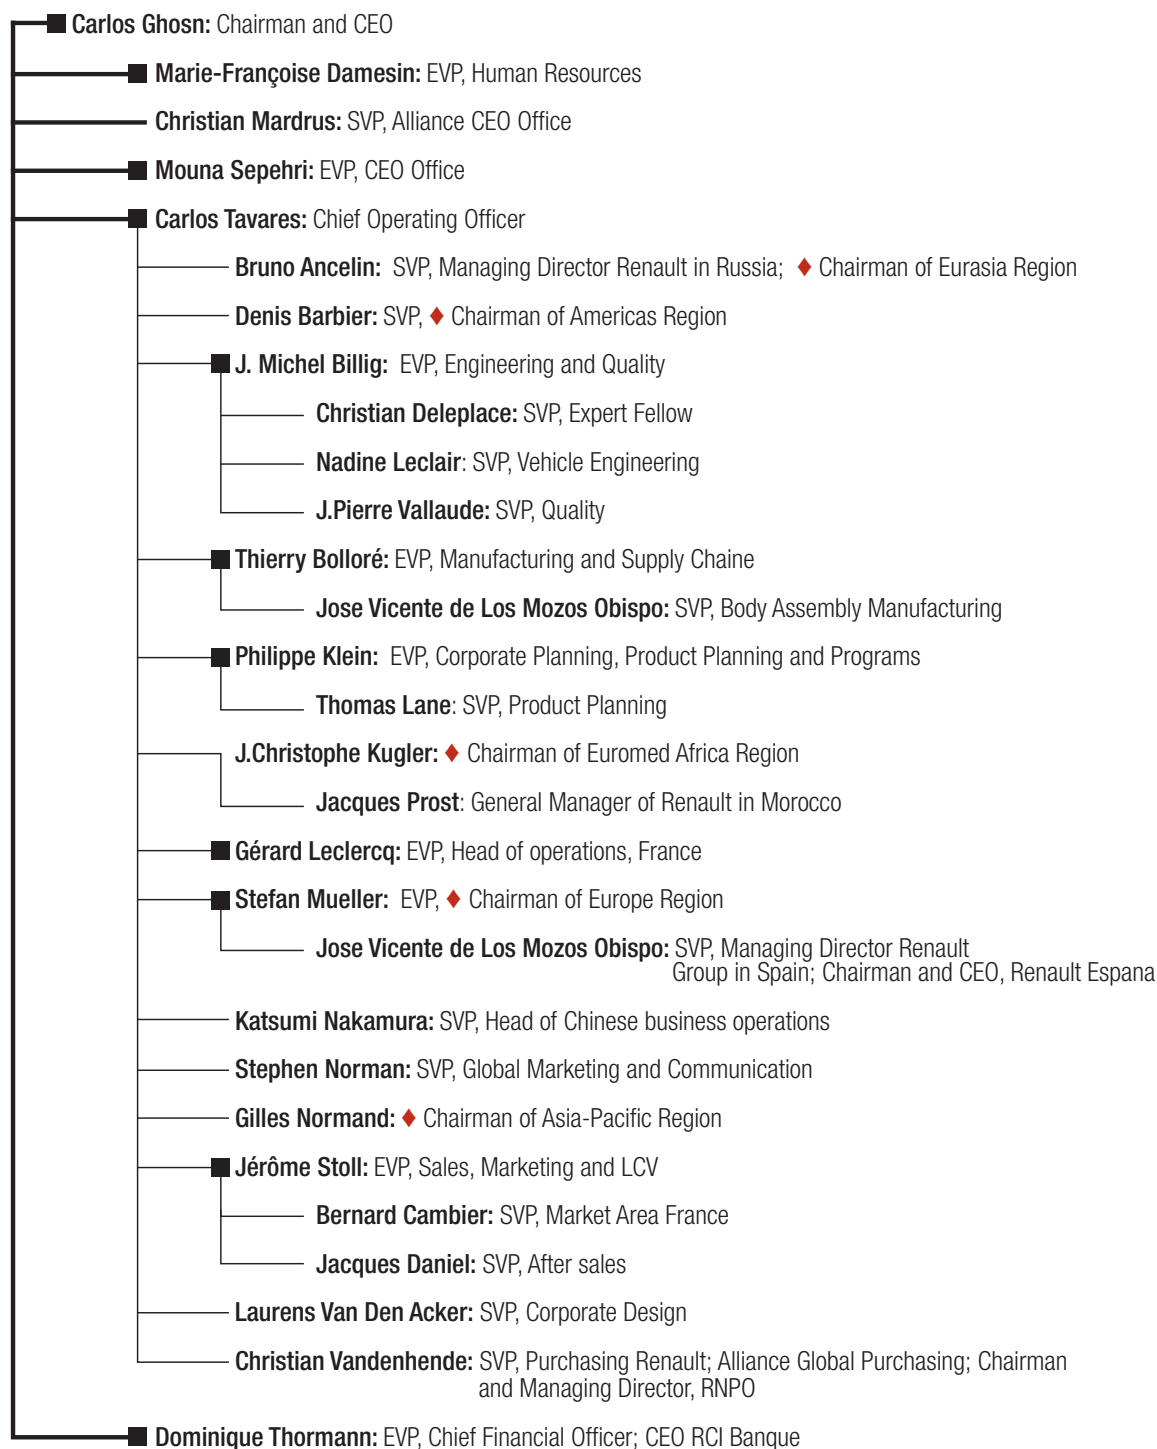 Carlos Ghosn: Chairman and CEO
Marie-Françoise Damesin: EVP, Human Resources
Christian Mardrus: SVP, Alliance CEO Office
Mouna Sepehri: EVP, CEO Office
Carlos Tavares: Chief Operating Officer
Bruno Ancelin: SVP, Managing Director Renault in Russia; ♦ Chairman of Eurasia Region
Denis Barbier: SVP, ♦ Chairman of Americas Region
J. Michel Billig: EVP, Engineering and Quality
Christian Deleplace: SVP, Expert Fellow
Nadine Leclair: SVP, Vehicle Engineering
J.Pierre Vallaude: SVP, Quality
Thierry Bolloré: EVP, Manufacturing and Supply Chaine
Jose Vicente de Los Mozos Obispo: SVP, Body Assembly Manufacturing
Philippe Klein: EVP, Corporate Planning, Product Planning and Programs
Thomas Lane: SVP, Product Planning
J.Christophe Kugler: ♦ Chairman of Euromed Africa Region
Jacques Prost: General Manager of Renault in Morocco
Gérard Leclercq: EVP, Head of operations, France
Stefan Mueller: EVP, ♦ Chairman of Europe Region
Jose Vicente de Los Mozos Obispo: SVP, Managing Director Renault
Group in Spain; Chairman and CEO, Renault Espana
Katsumi Nakamura: SVP, Head of Chinese business operations
Stephen Norman: SVP, Global Marketing and Communication
Gilles Normand: ♦ Chairman of Asia-Pacific Region
Jérôme Stoll: EVP, Sales, Marketing and LCV
Bernard Cambier: SVP, Market Area France
Jacques Daniel: SVP, After sales
Laurens Van Den Acker: SVP, Corporate Design
Christian Vandenhende: SVP, Purchasing Renault; Alliance Global Purchasing; Chairman
and Managing Director, RNPO
Dominique Thormann: EVP, Chief Financial Officer; CEO RCI Banque